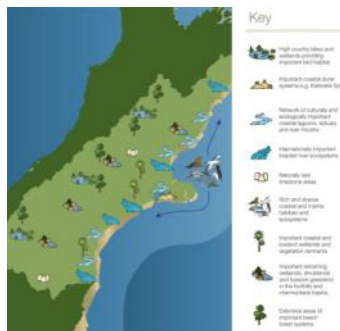 Key
High country lakes and
wetlands providing
important bird habitat
Important coastal dune
systems e.g. Kaitorete Spit
Network of culturally and
ecologically important
coastal lagoons, estuary
and river mouths
Internationally important
braided river ecosystems
Naturally rare
limestone areas
Rich and diverse
coastal and marine
habitats and
ecosystems
Important coastal and
lowland wetlands and
vegetation remnants
Important remaining
wetlands, shrublands
and tussock grassland
in the foothills and
intermontane basins.
Extensive areas of
important beech
forest systems